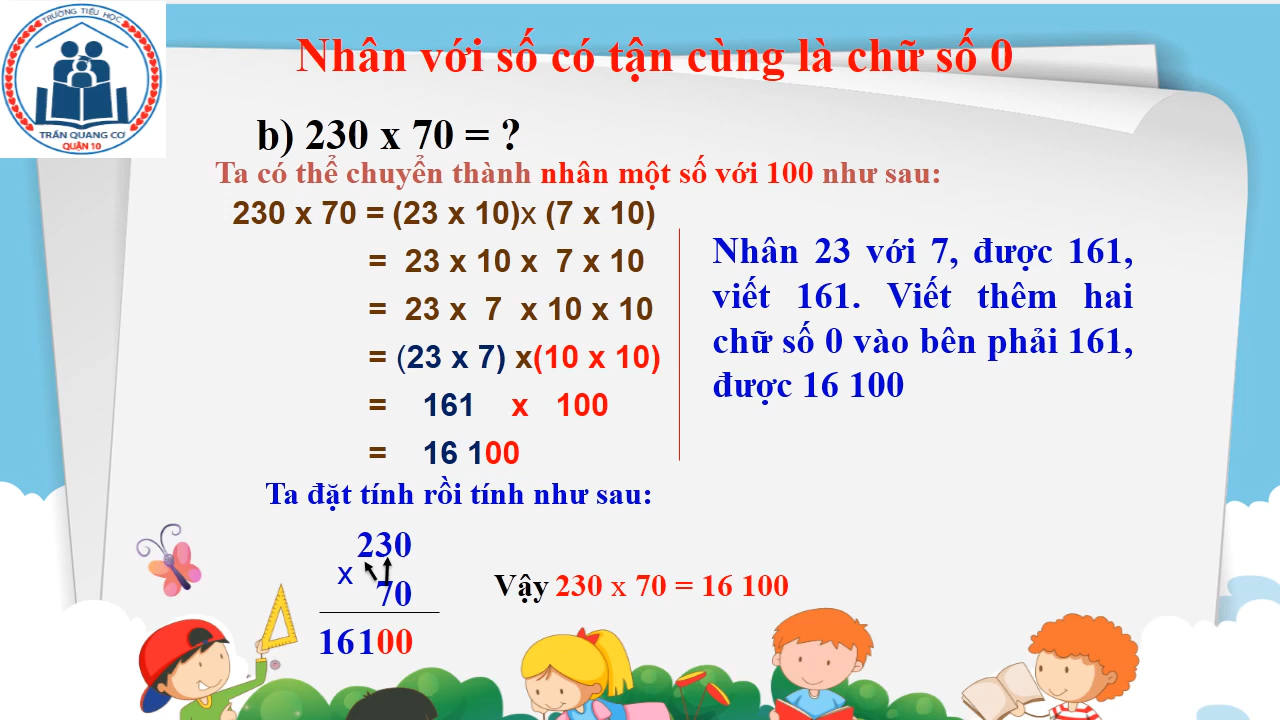 TRƯỜNG TIỂU HỌC
TRẦN QUANG CƠ
QUẬN 10
Nhân với số có tận cùng là chữ số 0
b) 230 x 70 = ?
Ta có thể chuyển thành nhân một số với 100 như sau:
230 x 70 = (23 x 10)x (7 x 10)
= 23 x 10 x 7 x 10
= 23 x 7 x 10 x 10
= (23 x 7) x(10 x 10)
= 161 x 100
= 16 100
Nhân 23 với 7, được 161,
viết 161. Viết thêm hai
chữ số 0 vào bên phải 161,
được 16 100
Ta đặt tính rồi tính như sau:
230
x
70
16100
Vậy 230 x 70 = 16 100